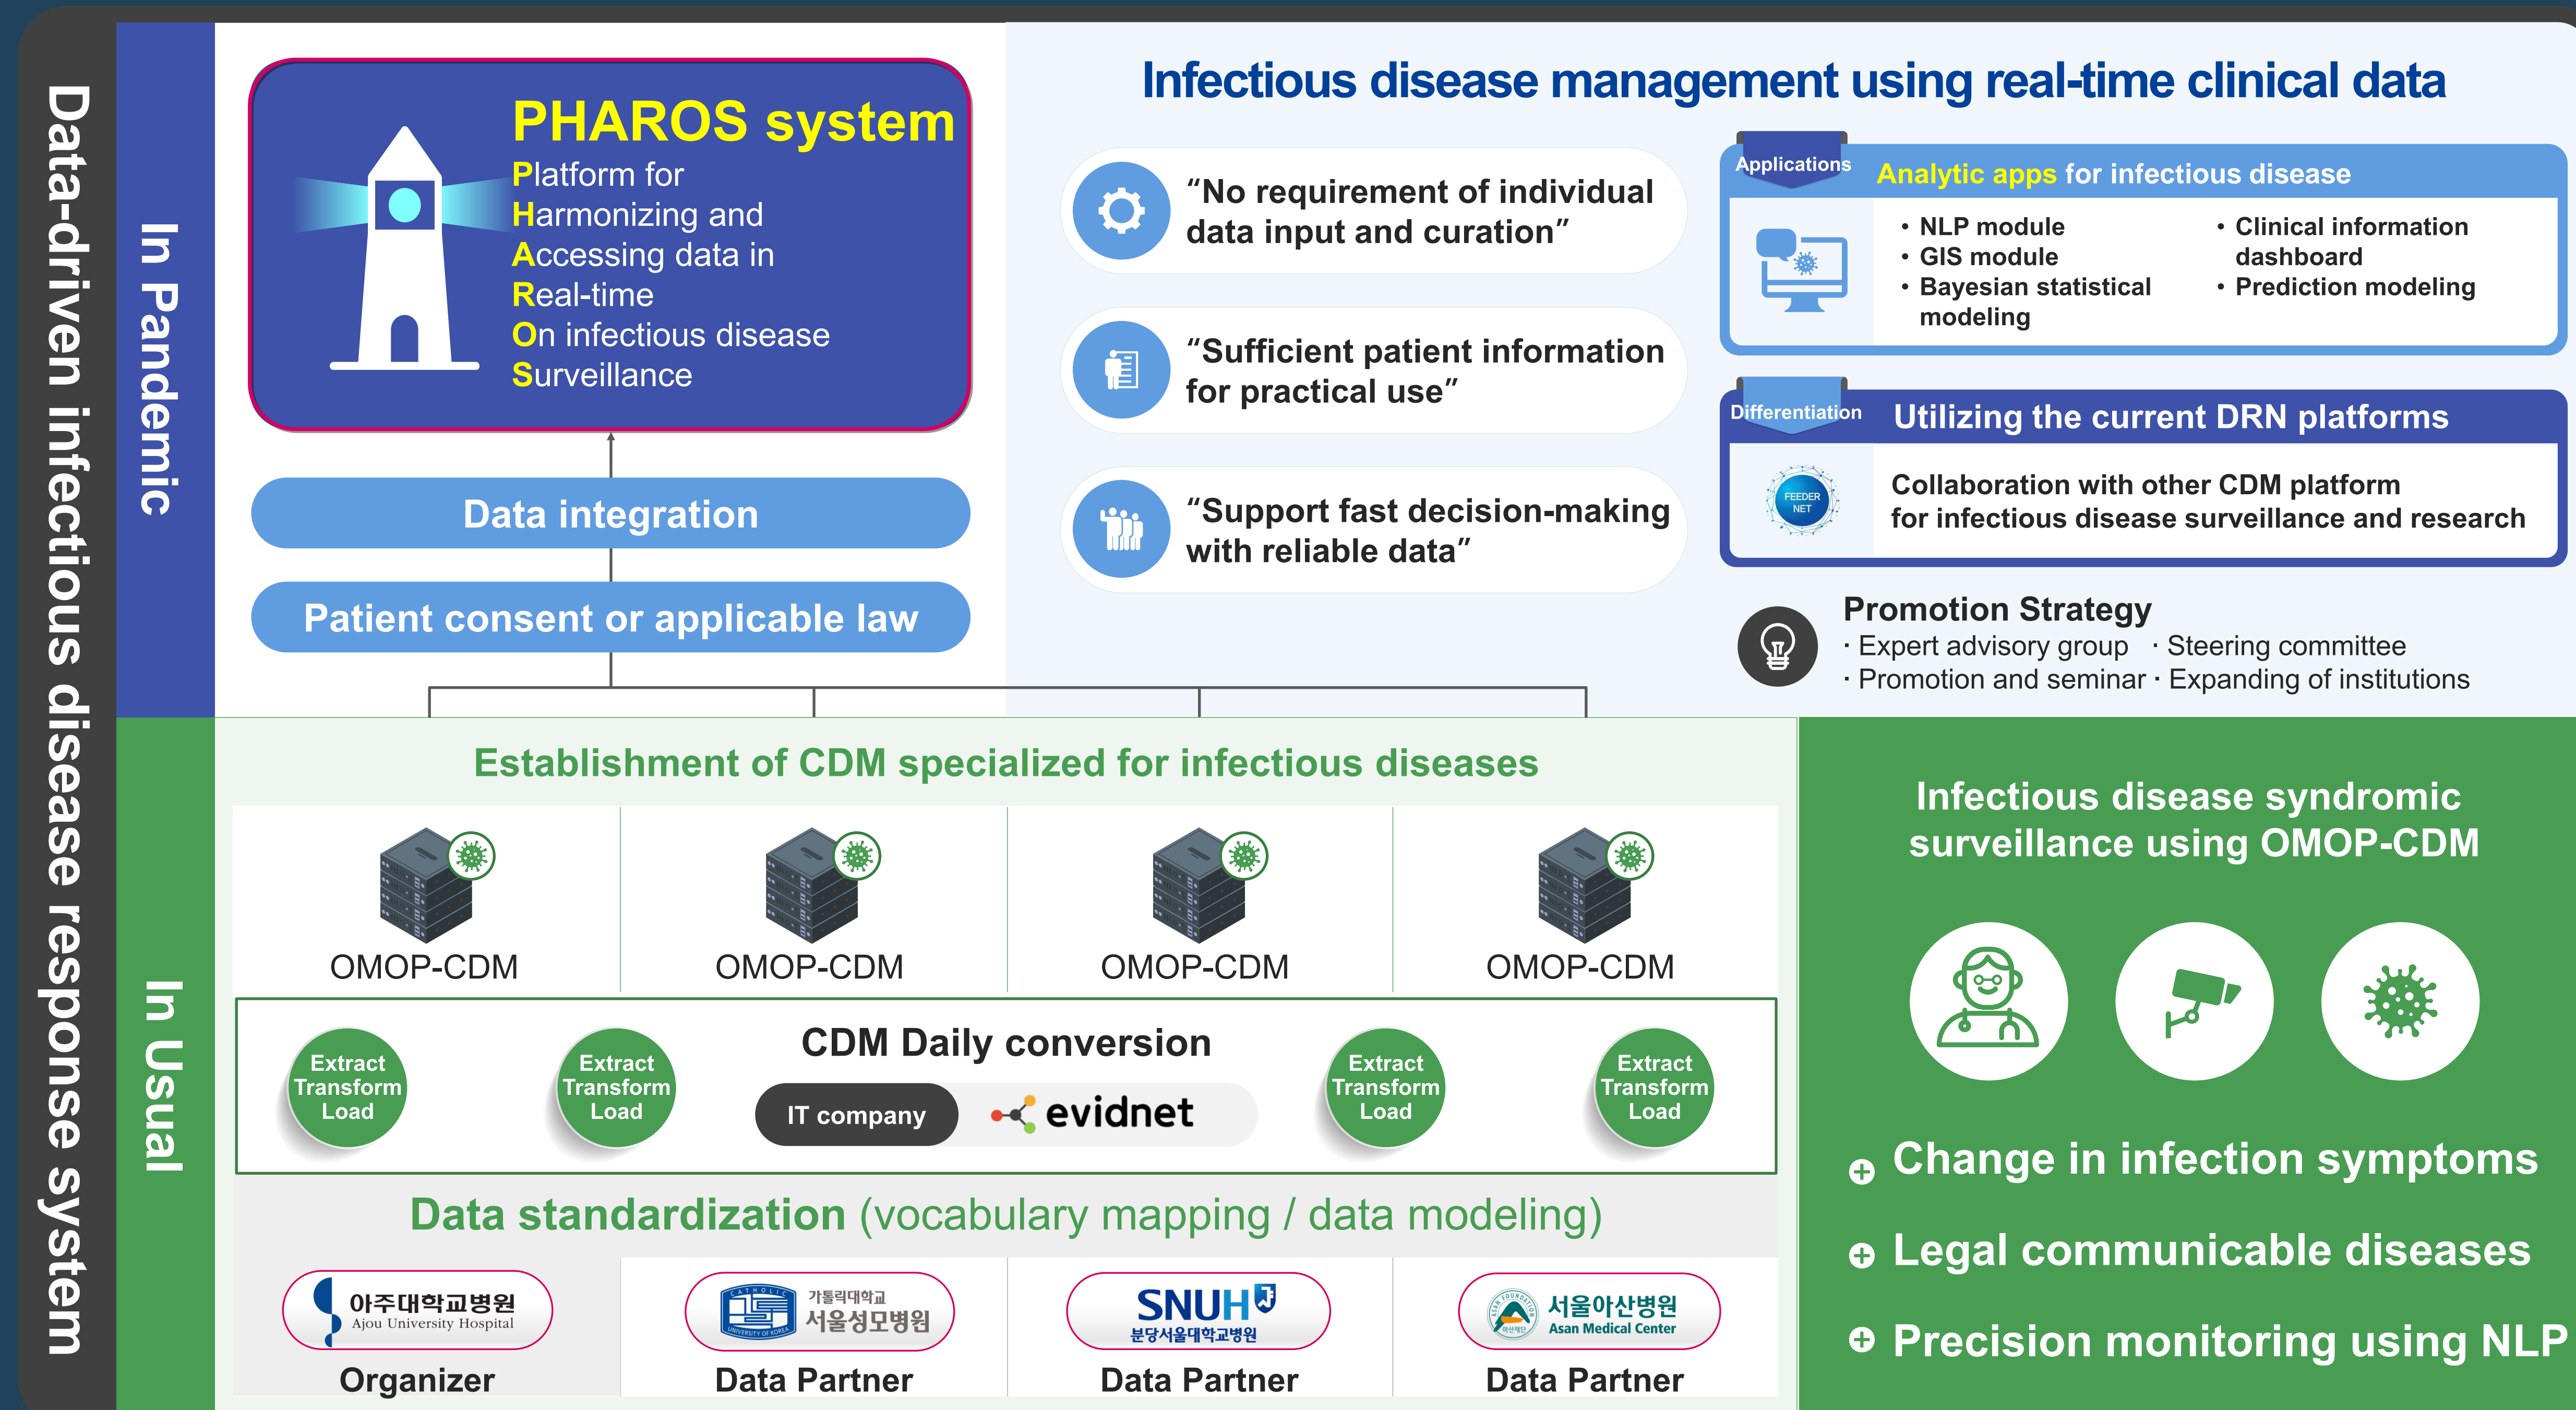 Data-driven infectious disease response system
In Pandemic
PHAROS system
Platform for
Harmonizing and
Accessing data in
Real-time
On infectious disease
Surveillance
Data integration
Patient consent or applicable law
Infectious disease management using real-time clinical data
“No requirement of individual
data input and curation”
“Sufficient patient information
for practical use”
“Support fast decision-making
with reliable data”
Applications
Analytic apps for infectious disease
• NLP module
• GIS module
• Bayesian statistical
modeling
• Clinical information
dashboard
• Prediction modeling
Differentiation
Utilizing the current DRN platforms
FEEDER
NET
Collaboration with other CDM platform
for infectious disease surveillance and research
Promotion Strategy
· Expert advisory group · Steering committee
· Promotion and seminar · Expanding of institutions
In Usual
Establishment of CDM specialized for infectious diseases
OMOP-CDM
OMOP-CDM
OMOP-CDM
OMOP-CDM
Extract
Transform
Load
Extract
Transform
Load
CDM Daily conversion
IT company
evidnet
Extract
Transform
Load
Extract
Transform
Load
Data standardization (vocabulary mapping / data modeling)
아주대학교병원
Ajou University Hospital
Organizer
CATHOLIC
UNIVERSITY OF KOREA
가톨릭대학교
서울성모병원
Data Partner
SNUH
분당서울대학교병원
Data Partner
ASAN FOUNDATION
아산재단
서울아산병원
Asan Medical Center
Data Partner
Infectious disease syndromic
surveillance using OMOP-CDM
Change in infection symptoms
Legal communicable diseases
Precision monitoring using NLP